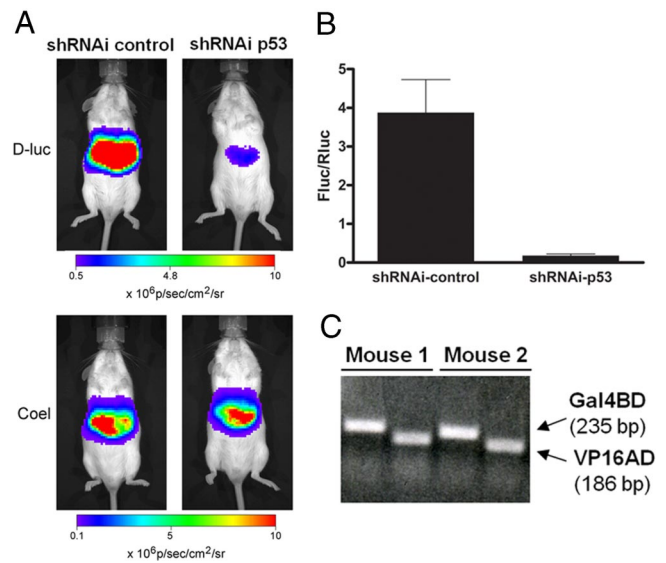 A
shRNAi control
shRNAi p53
D-luc
0.5
4.8
10
x 10⁶p/sec/cm²/sr
Coel
0.1
5
10
x 10⁶p/sec/cm²/sr
B
Fluc/Rluc
5
4
3
2
1
0
shRNAi-control
shRNAi-p53
C
Mouse 1
Mouse 2
Gal4BD
(235 bp)
VP16AD
(186 bp)